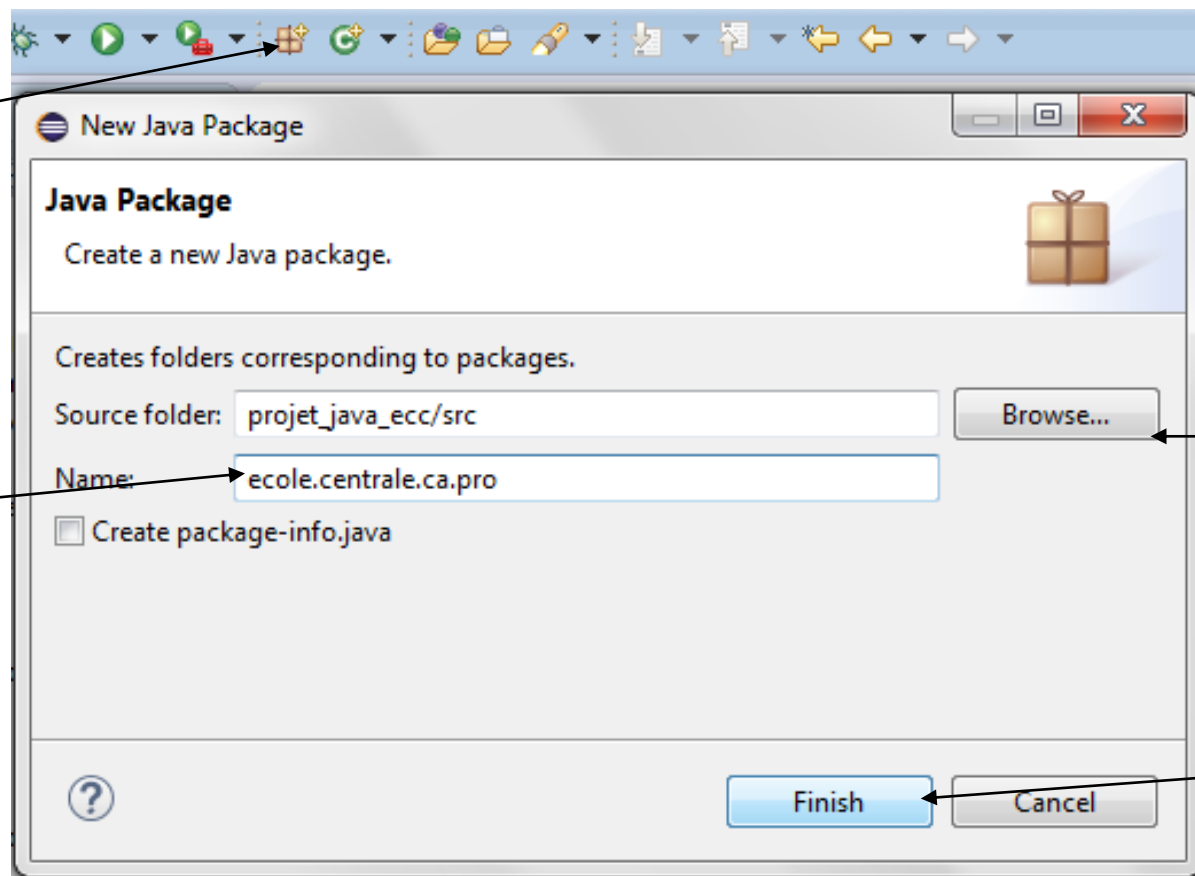 New Java Package
Java Package
Create a new Java package.
Creates folders corresponding to packages.
Source folder: projet_java_ecc/src Browse...
Name: ecole.centrale.ca.pro
Create package-info.java
Finish Cancel